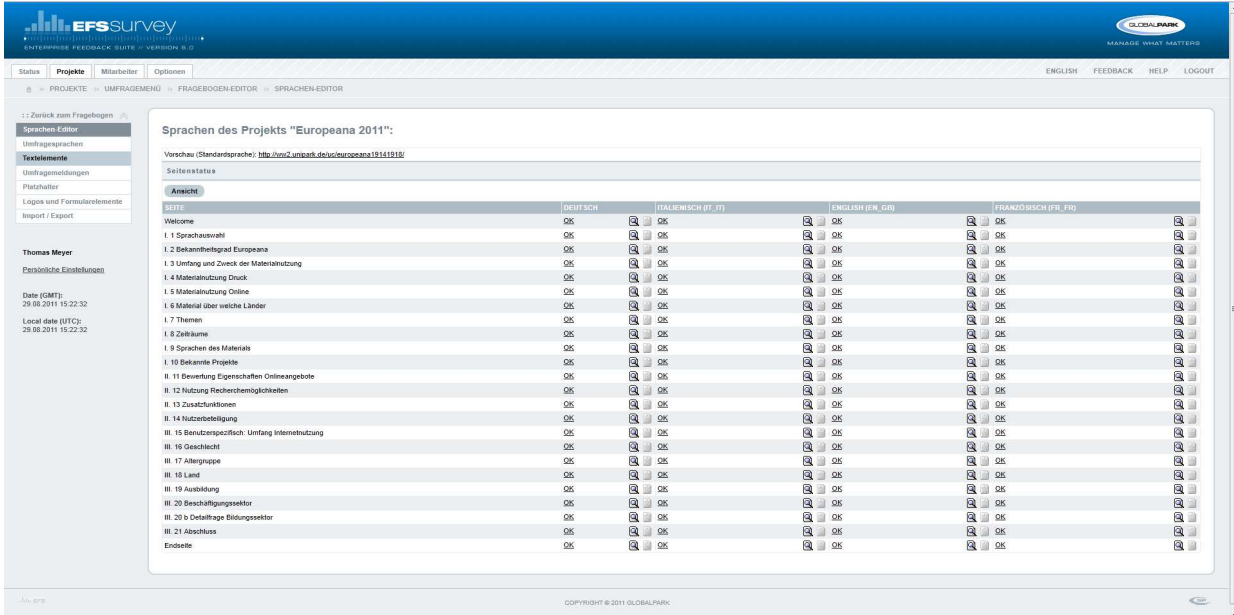 EFSSURVEY
ENTERPRISE FEEDBACK SUITE // VERSION 8.0
GLOBALPARK
MANAGE WHAT MATTERS
Status Projekte Mitarbeiter Optionen
ENGLISH FEEDBACK HELP LOGOUT
» PROJEKTE » UMFRAGEMENÜ » FRAGEBOGEN-EDITOR » SPRACHEN-EDITOR
:: Zurück zum Fragebogen
Sprachen-Editor
Umfragesprachen
Textelemente
Umfragemeldungen
Platzhalter
Logos und Formularelemente
Import / Export
Thomas Meyer
Persönliche Einstellungen
Date (GMT):
29.08.2011 15:22:32
Local date (UTC):
29.08.2011 15:22:32
Sprachen des Projekts "Europeana 2011":
Vorschau (Standardsprache): http://ww2.unipark.de/uc/europeana19141918/
Seitenstatus
Ansicht
SEITE DEUTSCH ITALIENISCH (IT_IT) ENGLISH (EN_GB) FRANZÖSISCH (FR_FR)
Welcome OK OK OK OK
I. 1 Sprachauswahl OK OK OK OK
I. 2 Bekanntheitsgrad Europeana OK OK OK OK
I. 3 Umfang und Zweck der Materialnutzung OK OK OK OK
I. 4 Materialnutzung Druck OK OK OK OK
I. 5 Materialnutzung Online OK OK OK OK
I. 6 Material über welche Länder OK OK OK OK
I. 7 Themen OK OK OK OK
I. 8 Zeiträume OK OK OK OK
I. 9 Sprachen des Materials OK OK OK OK
I. 10 Bekannte Projekte OK OK OK OK
II. 11 Bewertung Eigenschaften Onlineangebote OK OK OK OK
II. 12 Nutzung Recherchemöglichkeiten OK OK OK OK
II. 13 Zusatzfunktionen OK OK OK OK
II. 14 Nutzerbeteiligung OK OK OK OK
III. 15 Benutzerspezifisch: Umfang Internetnutzung OK OK OK OK
III. 16 Geschlecht OK OK OK OK
III. 17 Altergruppe OK OK OK OK
III. 18 Land OK OK OK OK
III. 19 Ausbildung OK OK OK OK
III. 20 Beschäftigungssektor OK OK OK OK
III. 20 b Detailfrage Bildungssektor OK OK OK OK
III. 21 Abschluss OK OK OK OK
Endseite OK OK OK OK
EFS
COPYRIGHT © 2011 GLOBALPARK